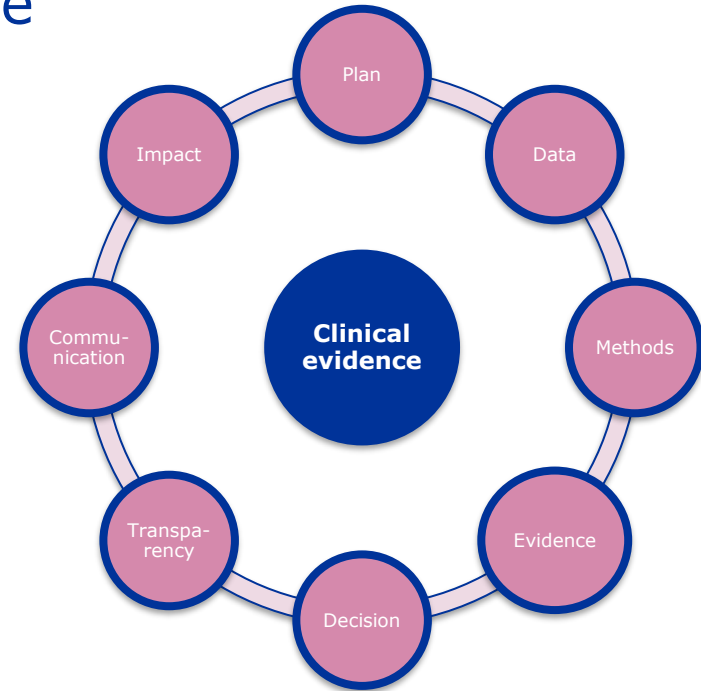 e
Plan
Impact
Data
Commu-
nication
Clinical
evidence
Methods
Transpa-
rency
Evidence
Decision